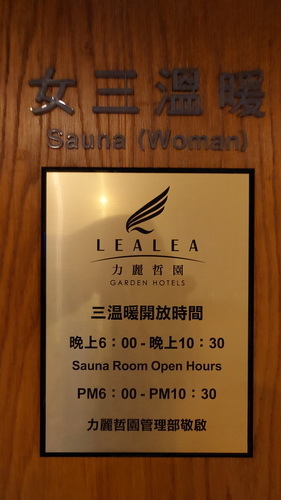 女三溫暖
Sauna (Woman)
LEALEA
力麗哲園
GARDEN HOTELS
三溫暖開放時間
晚上6：00 - 晚上10：30
Sauna Room Open Hours
PM6：00 - PM10：30
力麗哲園管理部敬啟